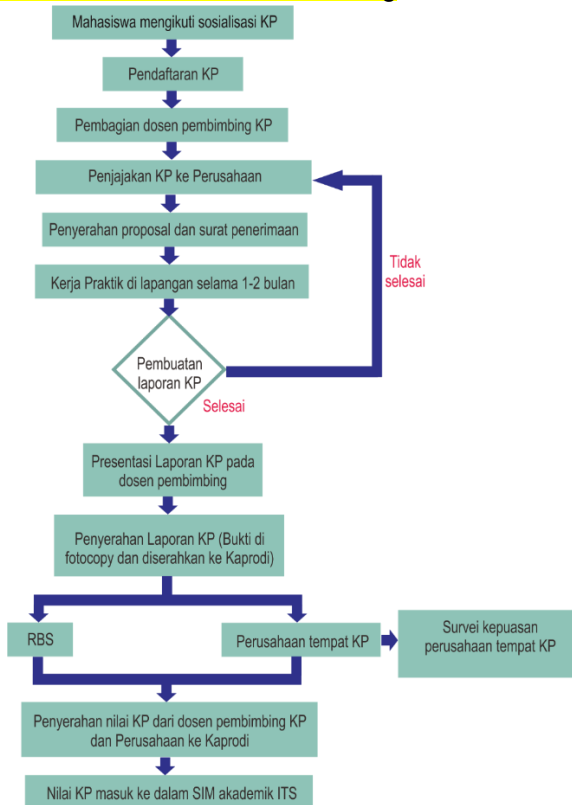 Mahasiswa mengikuti sosialisasi KP
Pendaftaran KP
Pembagian dosen pembimbing KP
Penjajakan KP ke Perusahaan
Penyerahan proposal dan surat penerimaan
Kerja Praktik di lapangan selama 1-2 bulan
Tidak
selesai
Pembuatan
laporan KP
Selesai
Presentasi Laporan KP pada
dosen pembimbing
Penyerahan Laporan KP (Bukti di
fotocopy dan diserahkan ke Kaprodi)
RBS
Perusahaan tempat KP
Survei kepuasan
perusahaan tempat KP
Penyerahan nilai KP dari dosen pembimbing KP
dan Perusahaan ke Kaprodi
Nilai KP masuk ke dalam SIM akademik ITS